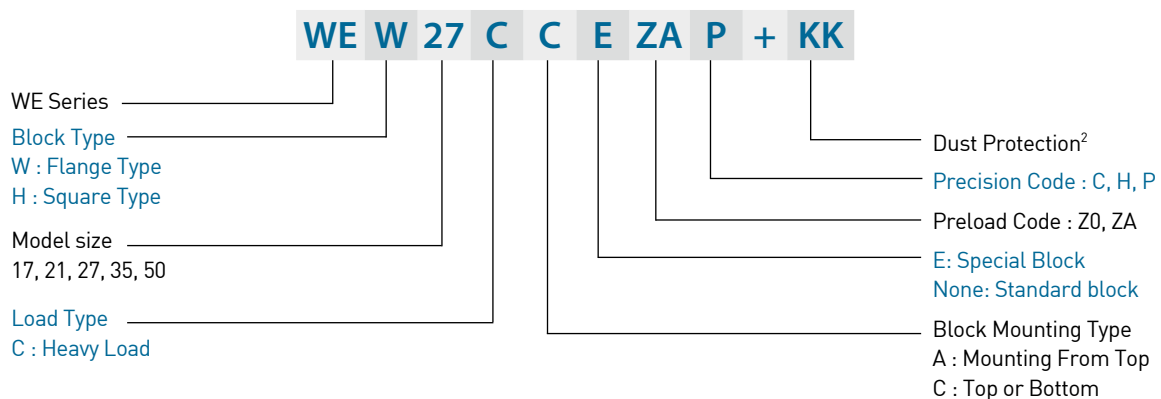 WE W 27 C C E ZA P + KK
WE Series
Block Type
W : Flange Type
H : Square Type
Model size
17, 21, 27, 35, 50
Load Type
C : Heavy Load
Dust Protection²
Precision Code : C, H, P
Preload Code : Z0, ZA
E: Special Block
None: Standard block
Block Mounting Type
A : Mounting From Top
C : Top or Bottom